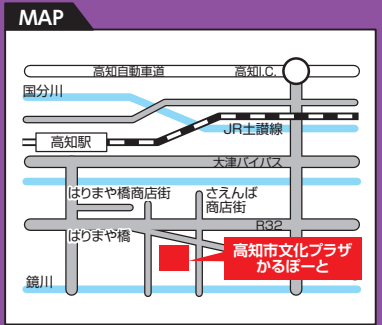 MAP
高知自動車道
高知I.C.
国分川
JR土讃線
高知駅
大津バイパス
はりまや橋商店街
さえんば
商店街
R32
はりまや橋
高知市文化プラザ
かるぽーと
鏡川